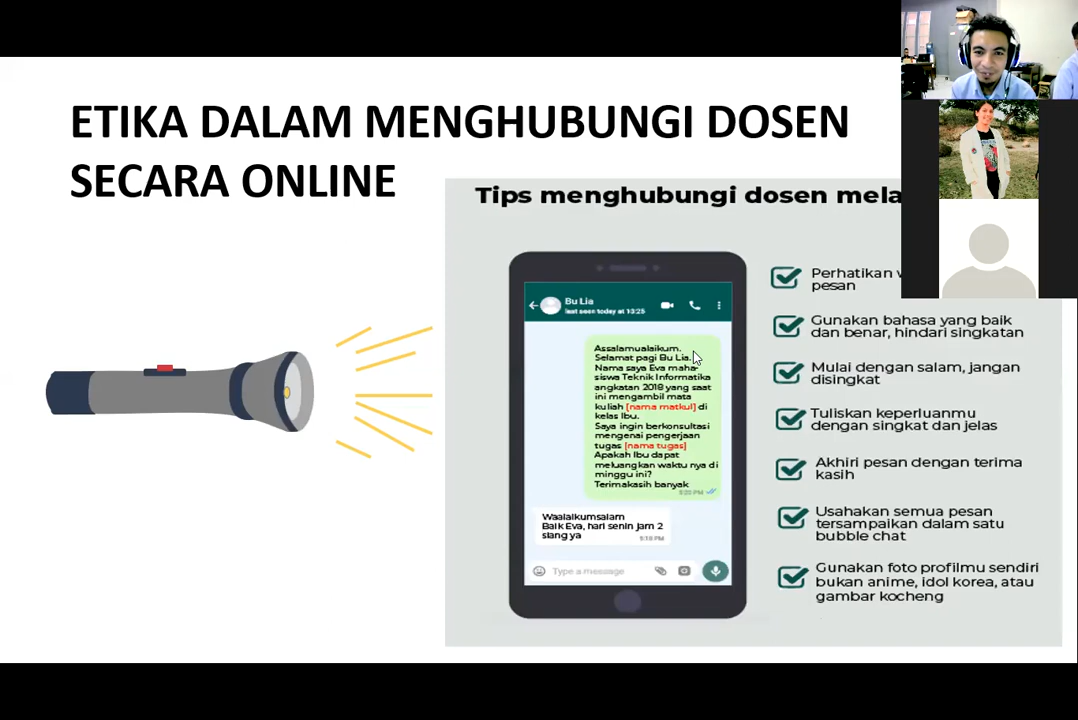 ETIKA DALAM MENGHUBUNGI DOSEN
SECARA ONLINE
Tips menghubungi dosen
Bu Lia
last seen today at 13:25
Assalamualaikum.
Selamat pagi Bu Lia.
Nama saya Eva maha-
siswa Teknik Informatika
angkatan 2018 yang saat
ini mengambil mata
kuliah [nama matkul] di
kelas Ibu.
Saya ingin berkonsultasi
mengenai pengerjaan
tugas [nama tugas]
Apakah Ibu dapat
meluangkan waktu nya di
minggu ini?
Terimakasih banyak
Waalaikumsalam
Baik Eva, hari senin jam 2
siang ya
Type a message
Perhatikan
pesan
Gunakan bahasa yang baik
dan benar, hindari singkatan
Mulai dengan salam, jangan
disingkat
Tuliskan keperluanmu
dengan singkat dan jelas
Akhiri pesan dengan terima
kasih
Usahakan semua pesan
tersampaikan dalam satu
bubble chat
Gunakan foto profilmu sendiri
bukan anime, idol korea, atau
gambar kocheng